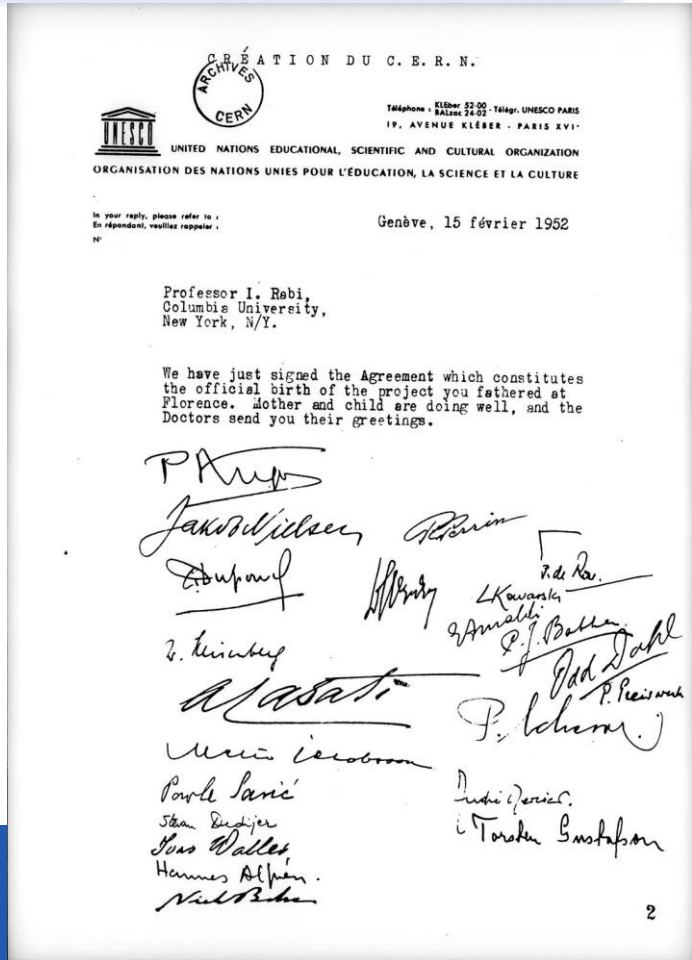 CRÉATION DU C.E.R.N.
ARCHIVES
CERN
UNESCO
Téléphone : KLÉber 52-00 - Télégr. UNESCO PARIS
BALzac 24-02
19, AVENUE KLÉBER - PARIS XVIᵉ
UNITED NATIONS EDUCATIONAL, SCIENTIFIC AND CULTURAL ORGANIZATION
ORGANISATION DES NATIONS UNIES POUR L'ÉDUCATION, LA SCIENCE ET LA CULTURE
In your reply, please refer to :
En répondant, veuillez rappeler :
N°
Genève, 15 février 1952
Professor I. Rabi,
Columbia University,
New York, N/Y.
We have just signed the Agreement which constitutes
the official birth of the project you fathered at
Florence. Mother and child are doing well, and the
Doctors send you their greetings.
P Auger
Jakob Nielsen
F Perrin
J. de Roy.
L Kowarski
E Amaldi
Odd Dahl
P. Preiswerk
Pavle Savić
Stevan Dedijer
Ivar Waller
Hannes Alfvén.
Niels Bohr
Torsten Gustafson
2